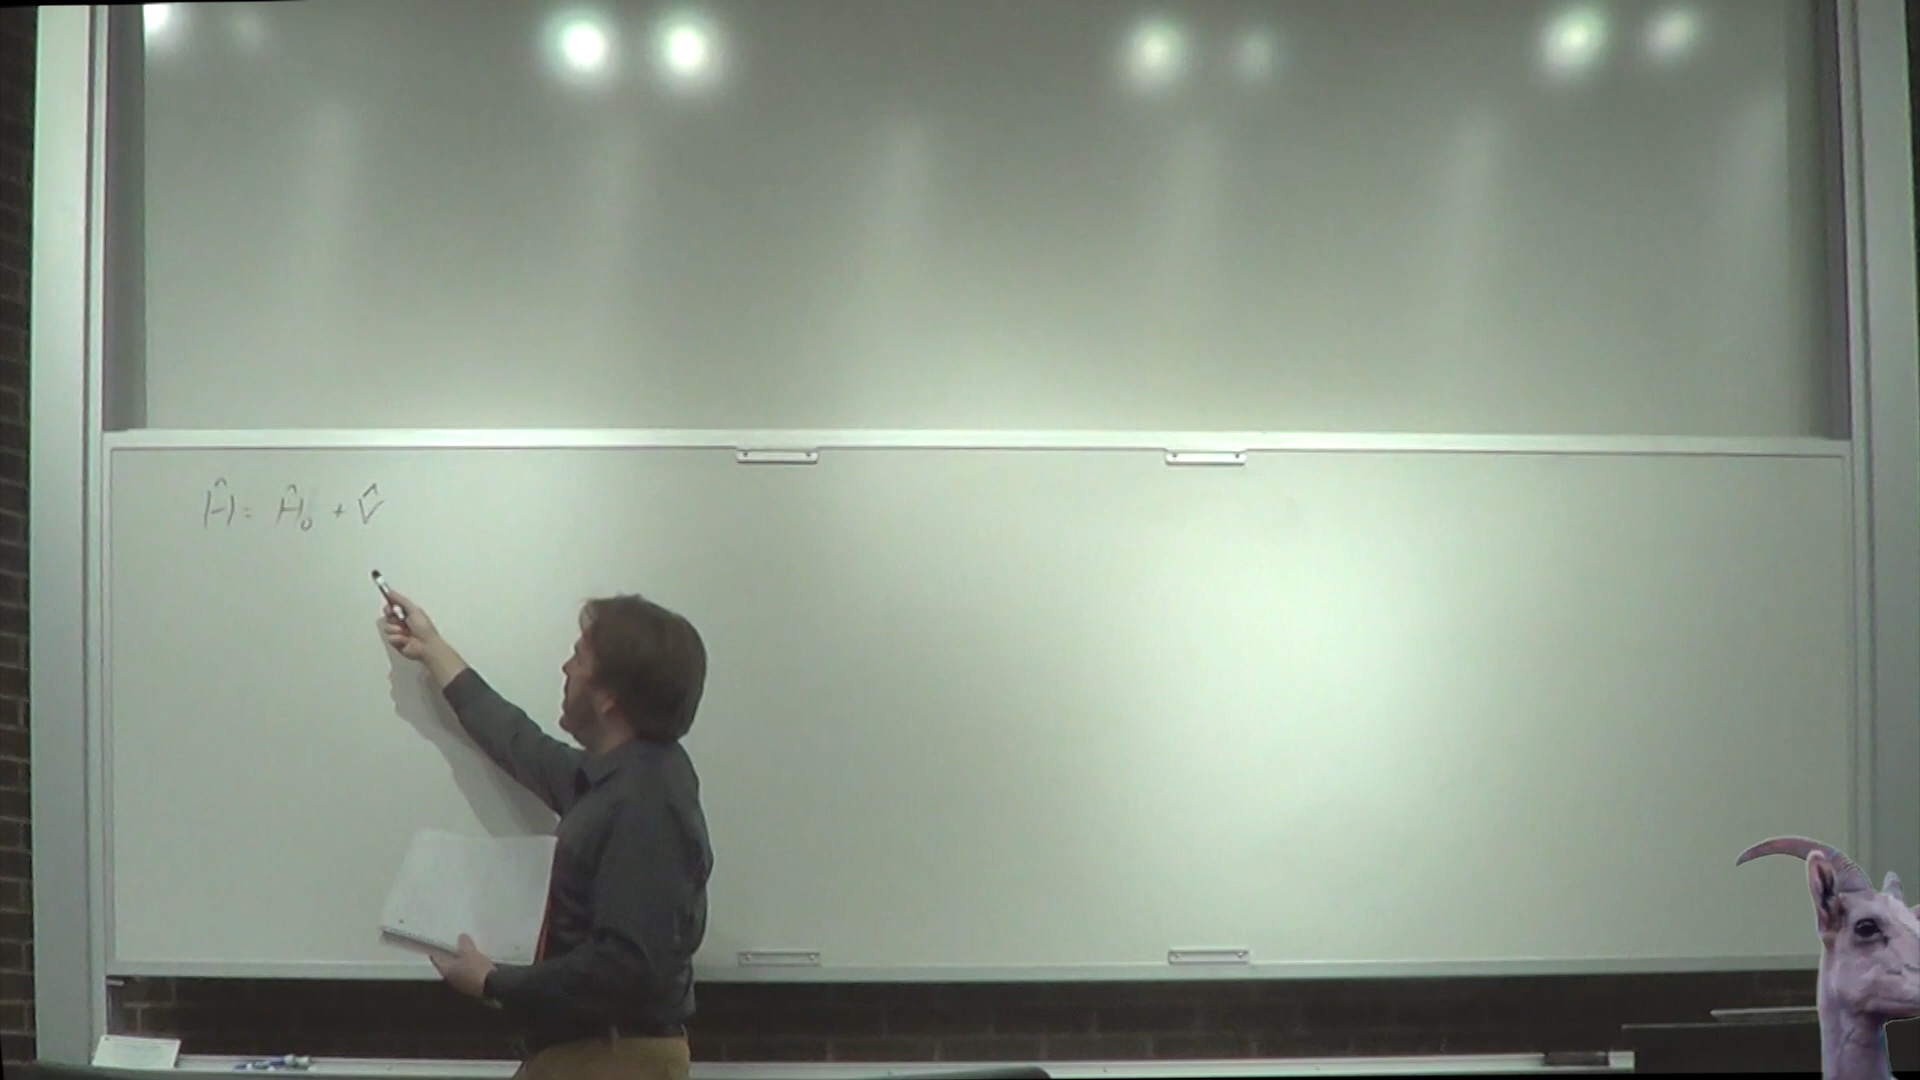 Ĥ = Ĥ₀ + V̂